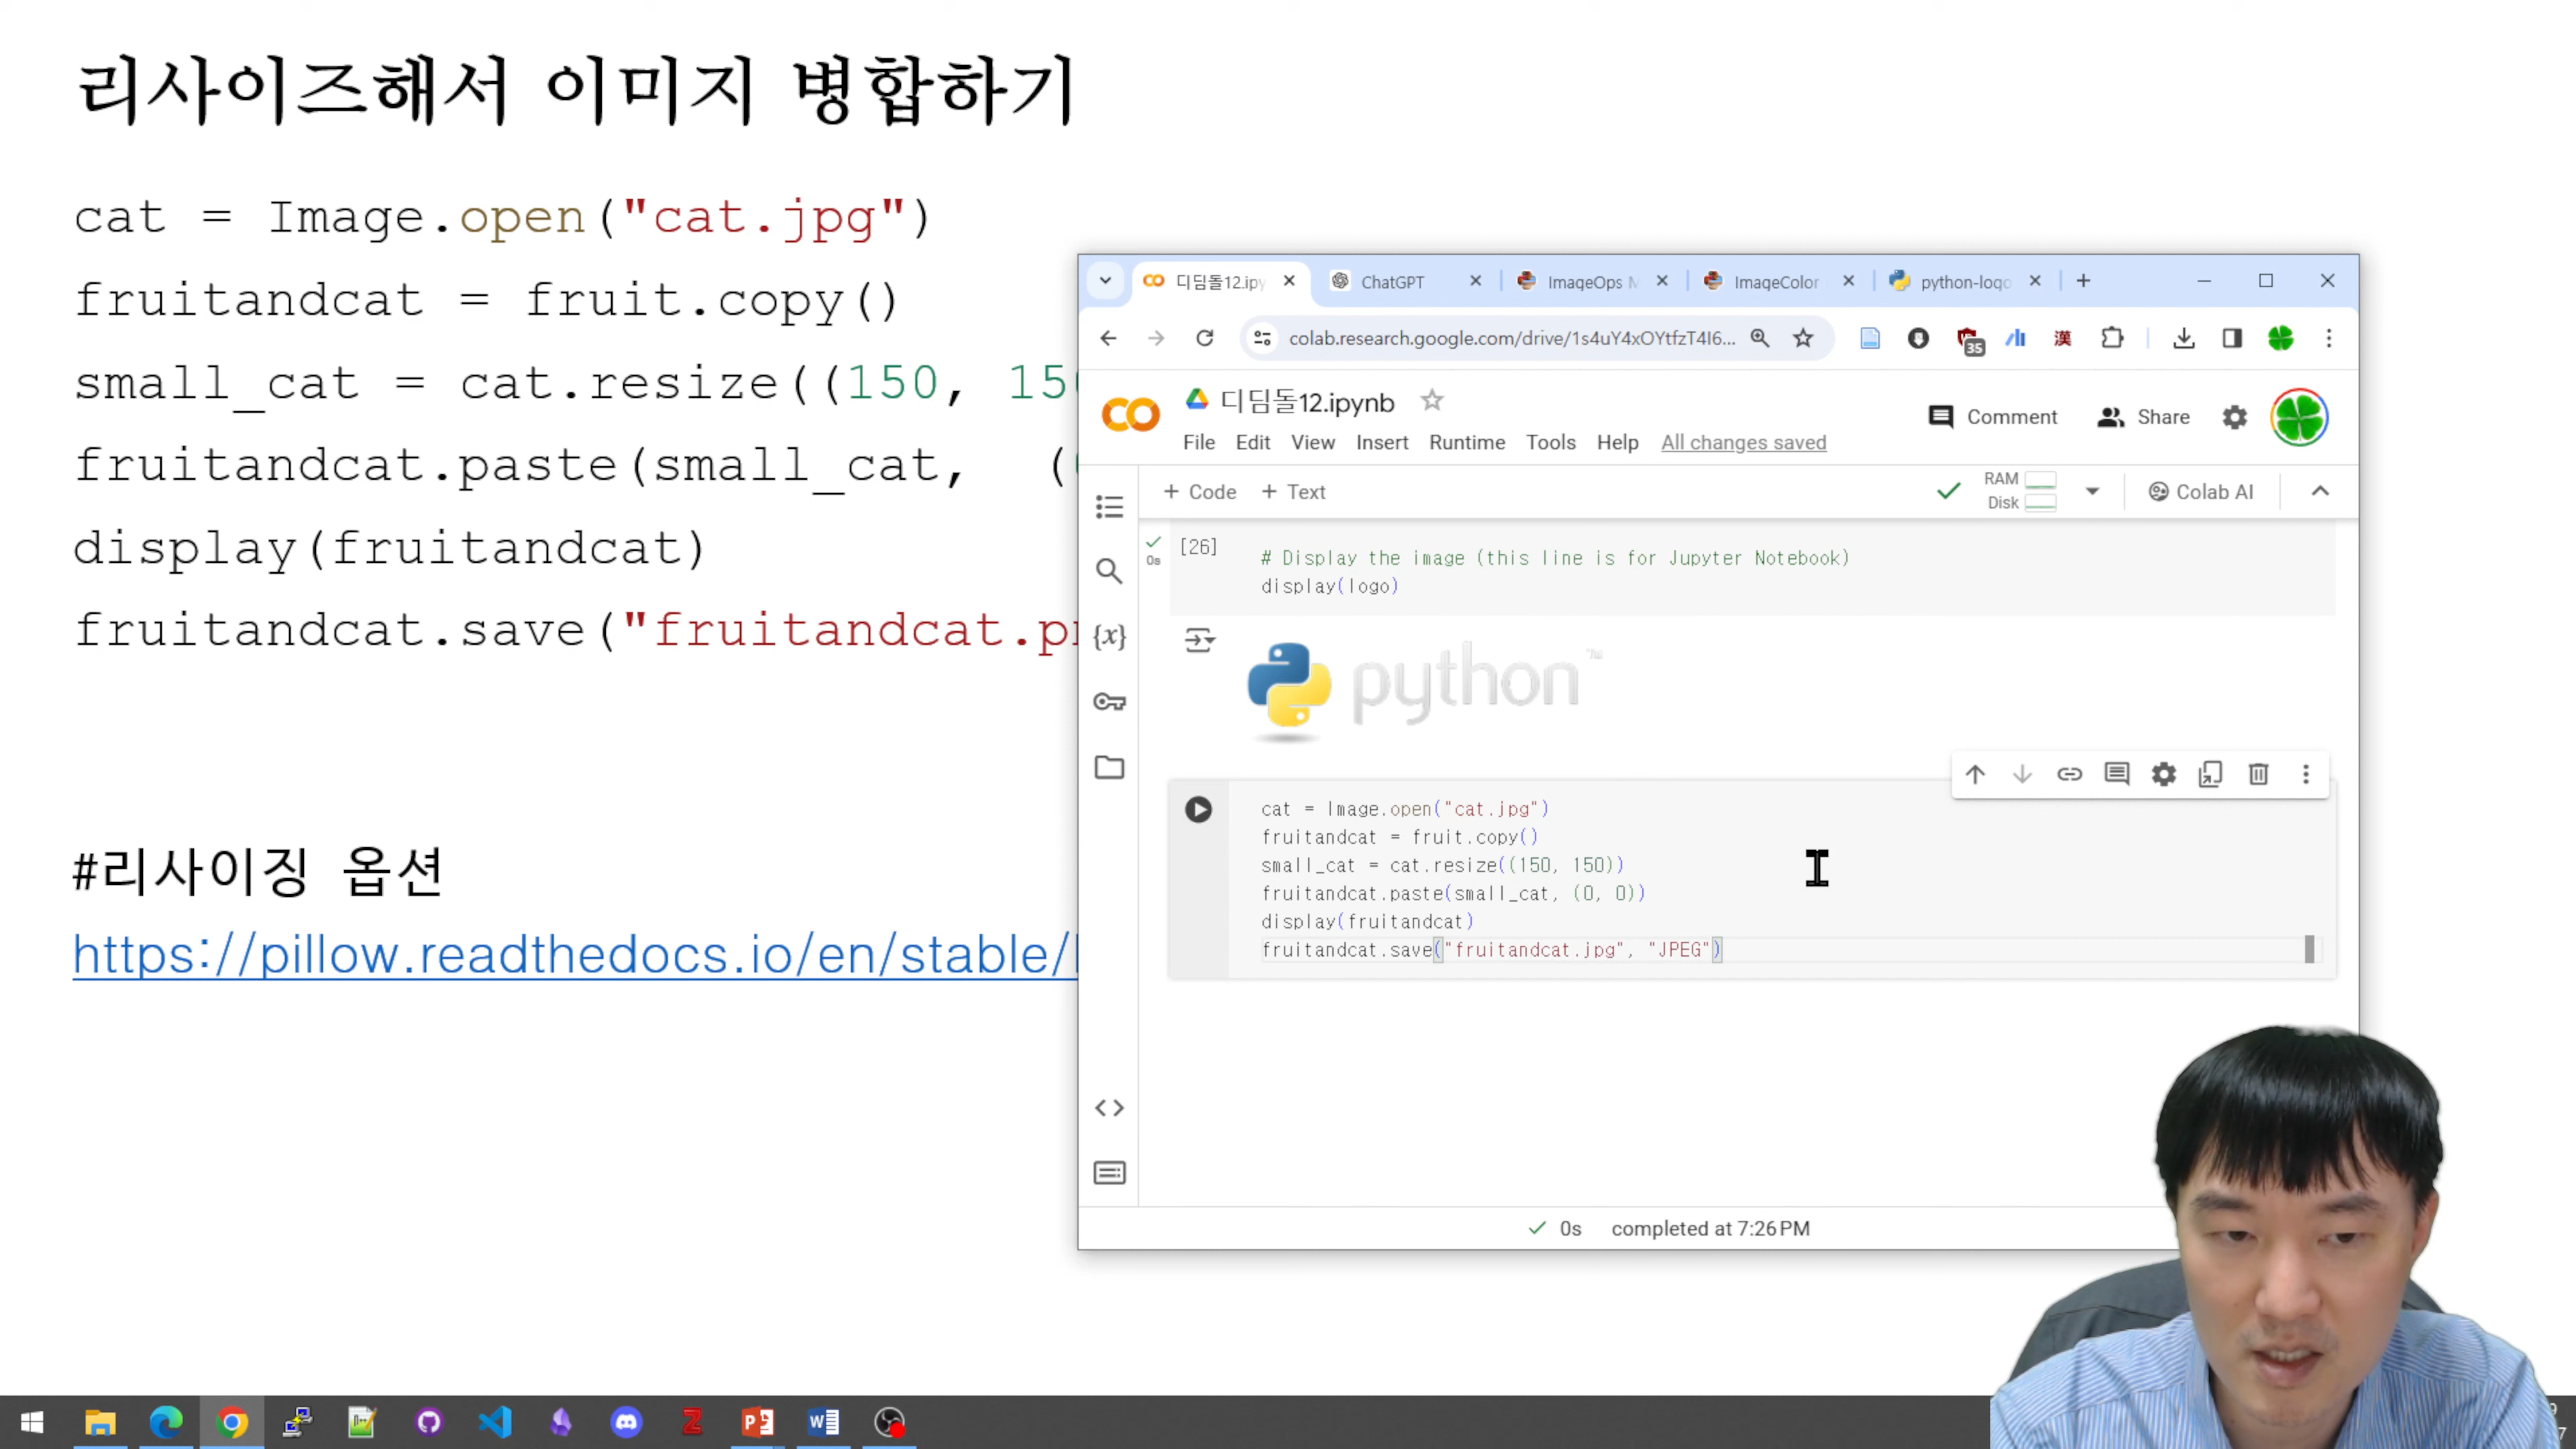 리사이즈해서 이미지 병합하기
cat = Image.open("cat.jpg")
fruitandcat = fruit.copy()
small_cat = cat.resize((150, 15
fruitandcat.paste(small_cat, (
display(fruitandcat)
fruitandcat.save("fruitandcat.pn
#리사이징 옵션
https://pillow.readthedocs.io/en/stable/
디딤돌12.ipy
ChatGPT
ImageOps M
ImageColor
python-logo
colab.research.google.com/drive/1s4uY4xOYtfzT4I6...
35
CO
디딤돌12.ipynb
Comment
Share
File Edit View Insert Runtime Tools Help All changes saved
+ Code + Text
RAM
Disk
Colab AI
{x}
0s
[26]
# Display the image (this line is for Jupyter Notebook)
display(logo)
python™
cat = Image.open("cat.jpg")
fruitandcat = fruit.copy()
small_cat = cat.resize((150, 150))
fruitandcat.paste(small_cat, (0, 0))
display(fruitandcat)
fruitandcat.save("fruitandcat.jpg", "JPEG")
0s completed at 7:26 PM